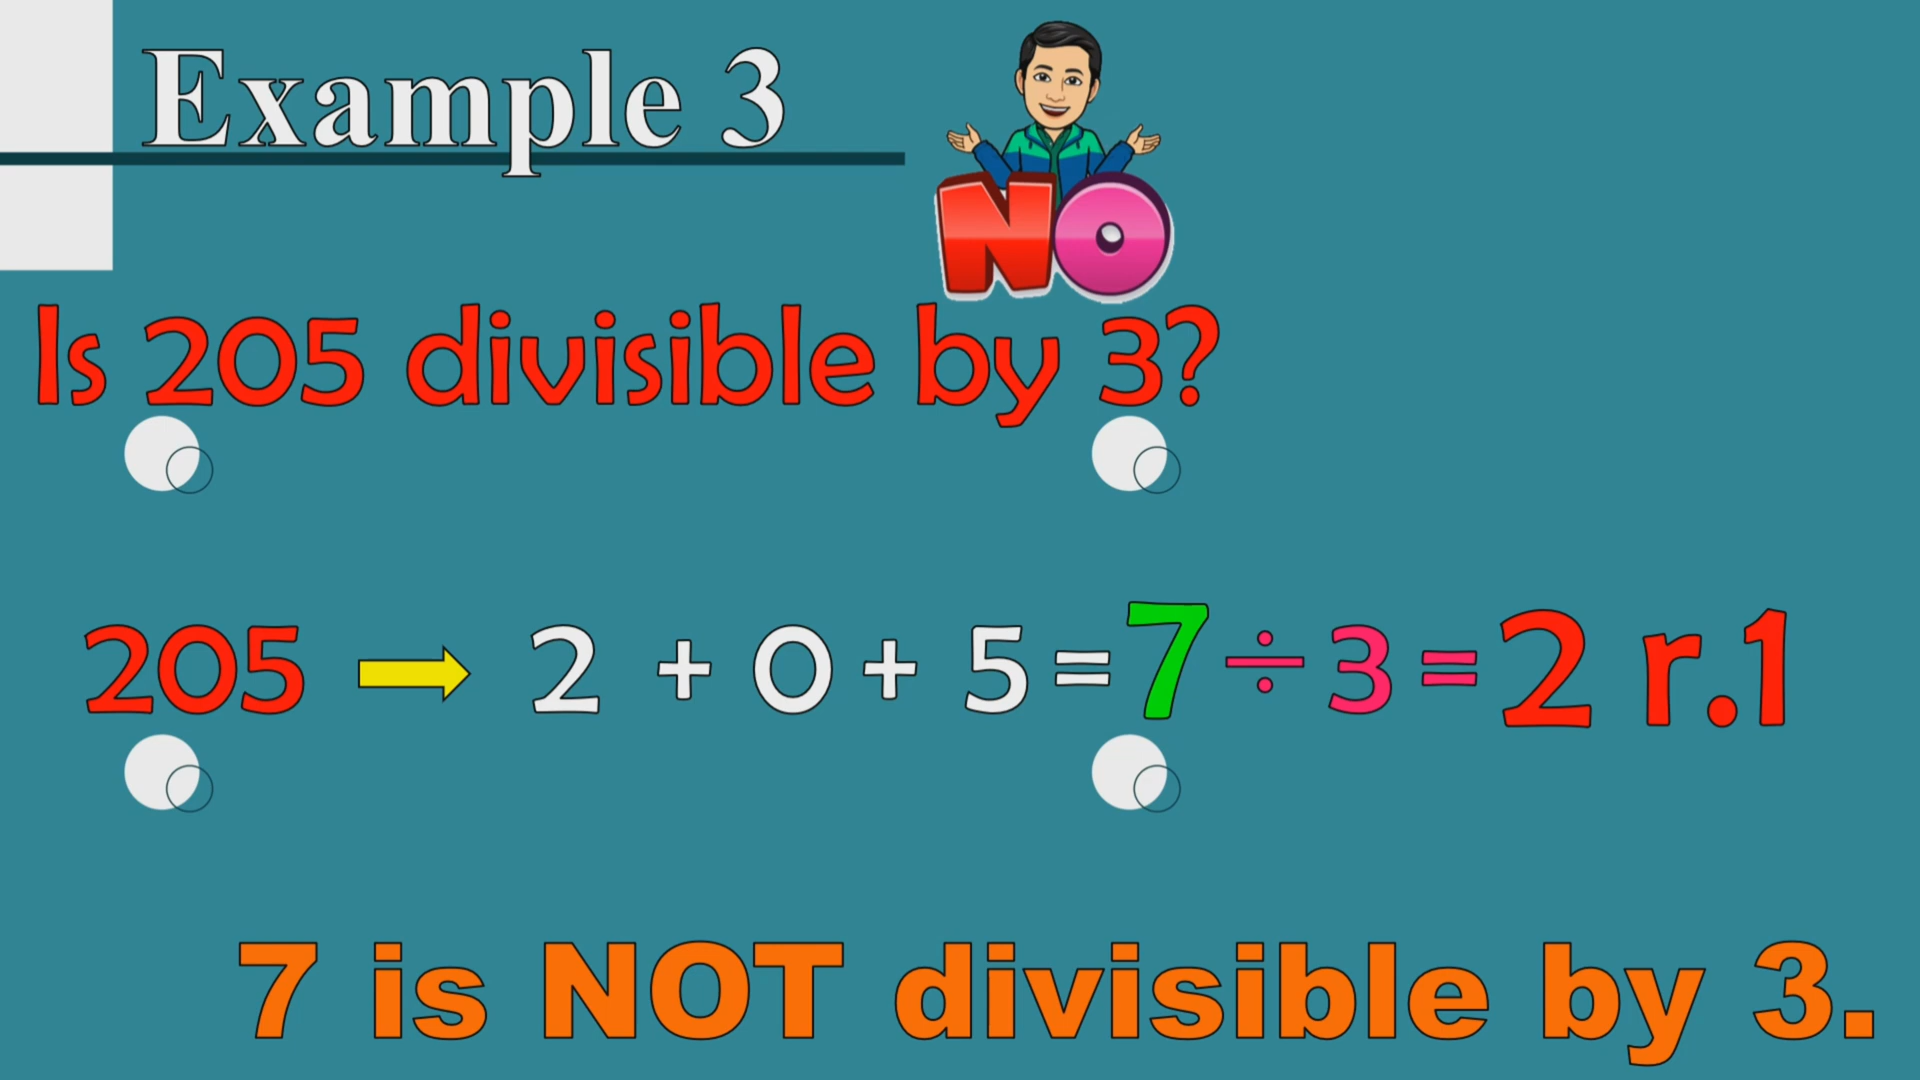 Example 3
NO
Is 205 divisible by 3?
205 2 + 0 + 5 = 7 ÷ 3 = 2 r.1
7 is NOT divisible by 3.